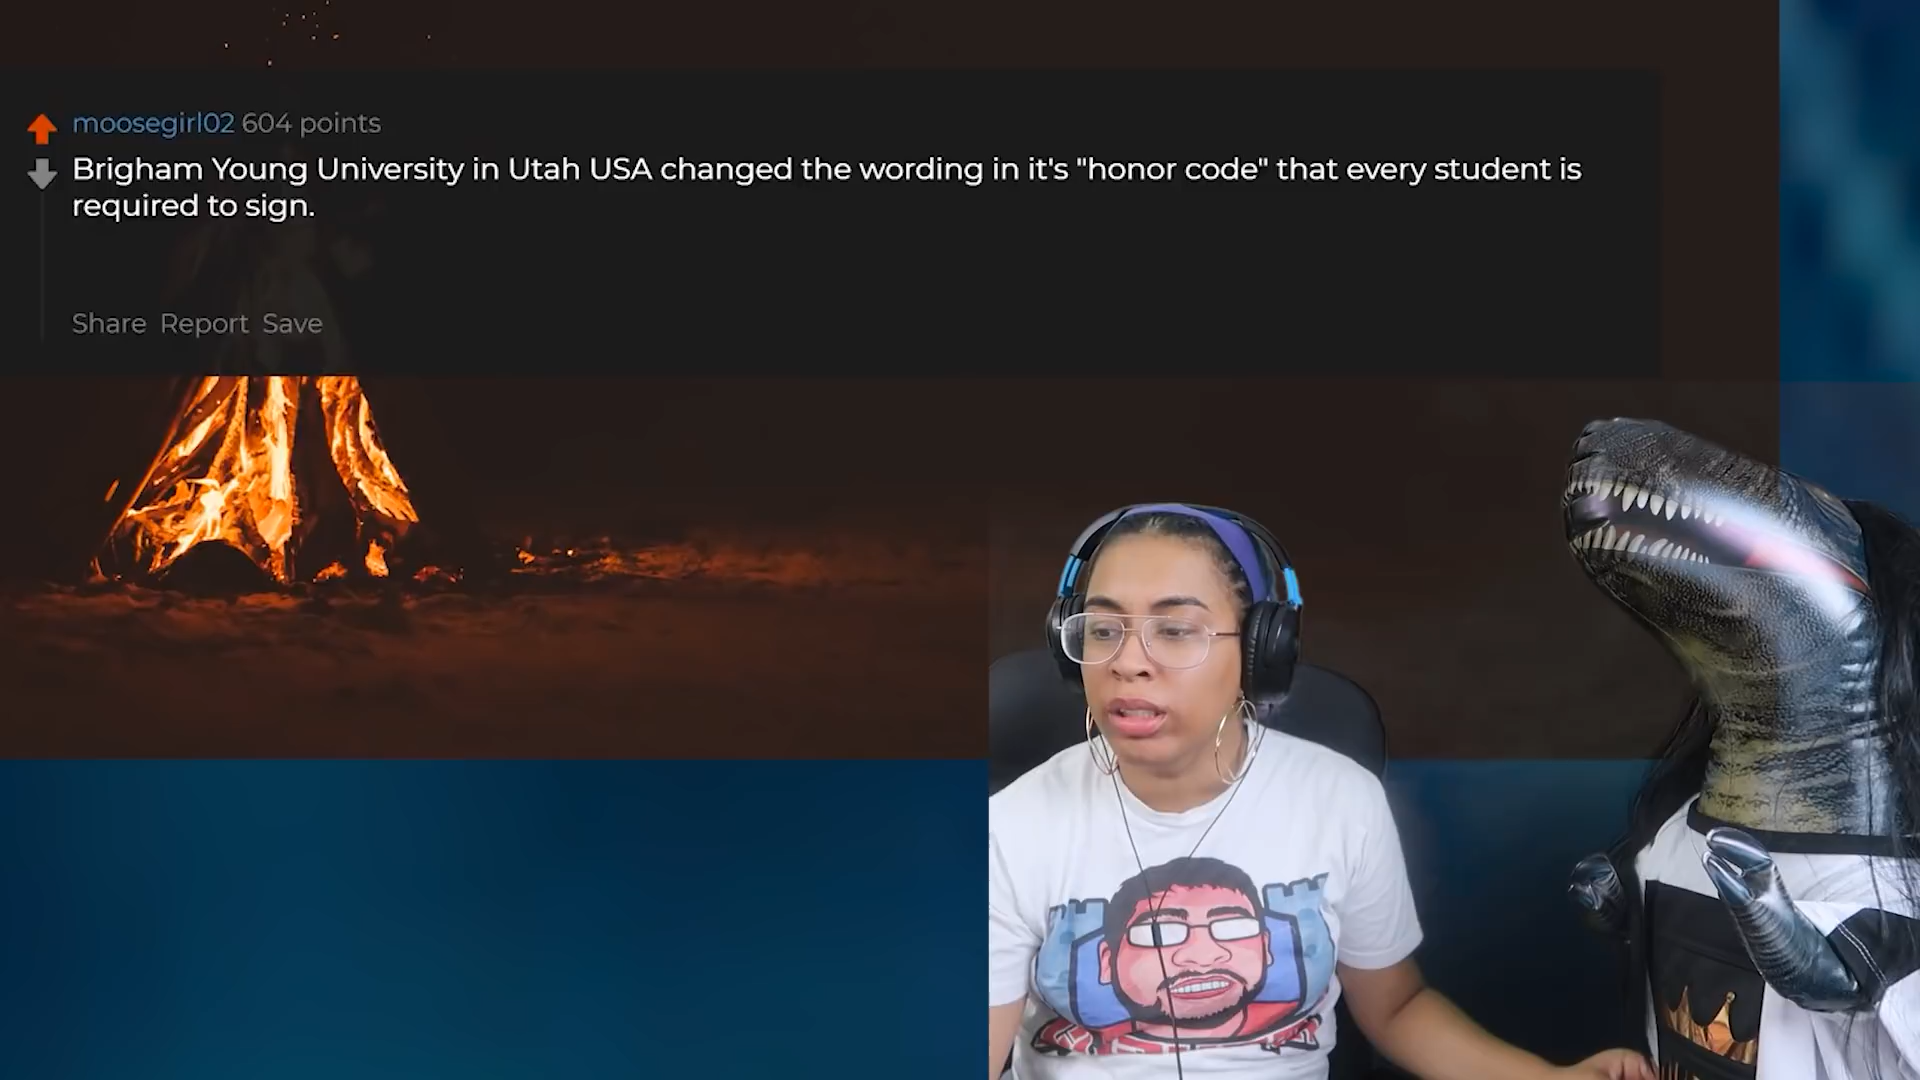 moosegirl02 604 points
Brigham Young University in Utah USA changed the wording in it's "honor code" that every student is
required to sign.
Share Report Save